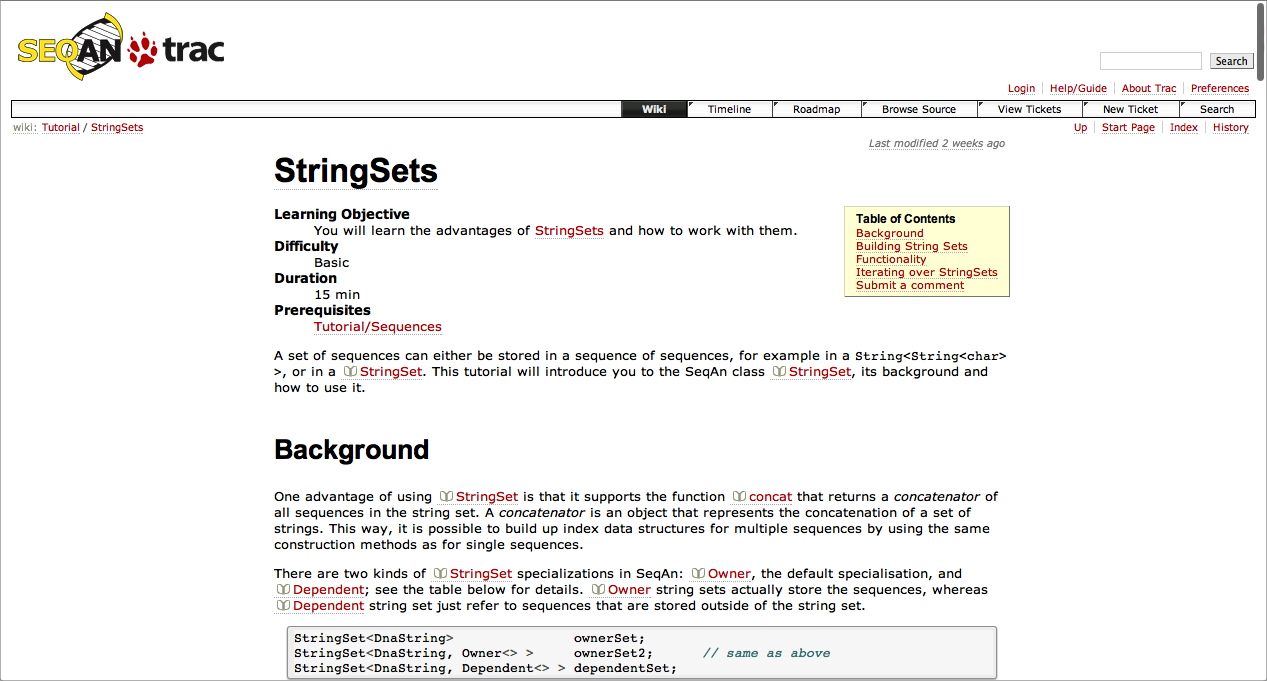 SEQAN trac
Search
Login Help/Guide About Trac Preferences
Wiki Timeline Roadmap Browse Source View Tickets New Ticket Search
wiki: Tutorial / StringSets
Up Start Page Index History
Last modified 2 weeks ago
StringSets
Learning Objective
You will learn the advantages of StringSets and how to work with them.
Difficulty
Basic
Duration
15 min
Prerequisites
Tutorial/Sequences
Table of Contents
Background
Building String Sets
Functionality
Iterating over StringSets
Submit a comment
A set of sequences can either be stored in a sequence of sequences, for example in a String<String<char>
>, or in a StringSet. This tutorial will introduce you to the SeqAn class StringSet, its background and
how to use it.
Background
One advantage of using StringSet is that it supports the function concat that returns a concatenator of
all sequences in the string set. A concatenator is an object that represents the concatenation of a set of
strings. This way, it is possible to build up index data structures for multiple sequences by using the same
construction methods as for single sequences.
There are two kinds of StringSet specializations in SeqAn: Owner, the default specialisation, and
Dependent; see the table below for details. Owner string sets actually store the sequences, whereas
Dependent string set just refer to sequences that are stored outside of the string set.
StringSet<DnaString> ownerSet;
StringSet<DnaString, Owner<> > ownerSet2; // same as above
StringSet<DnaString, Dependent<> > dependentSet;